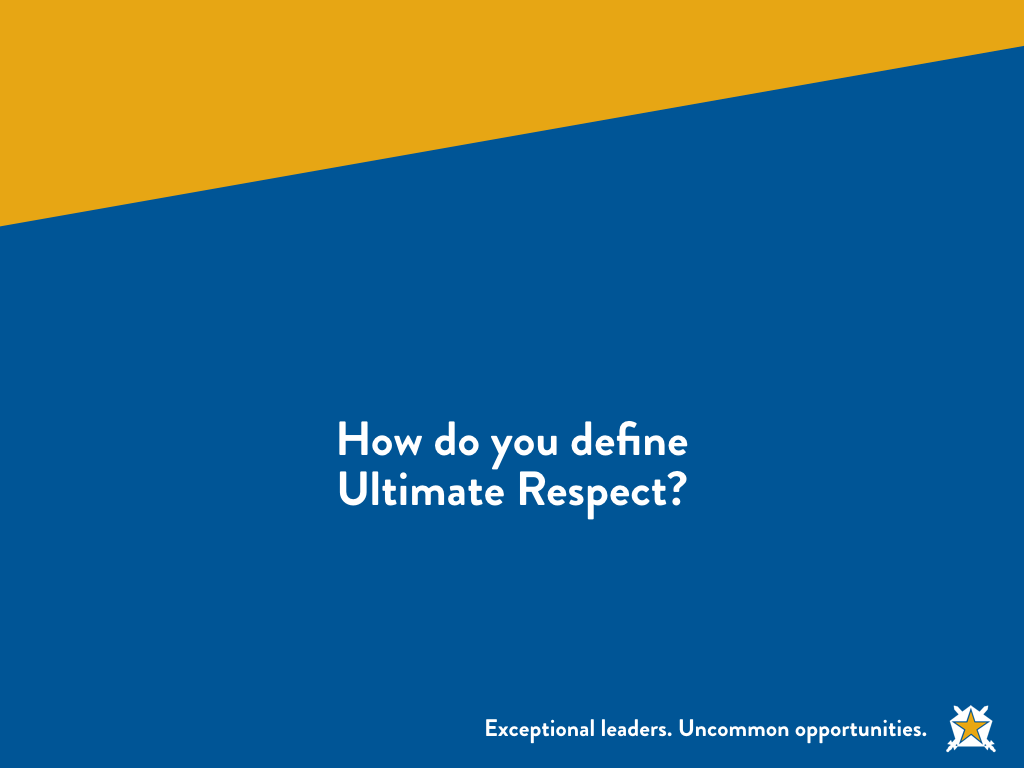 How do you define
Ultimate Respect?
Exceptional leaders. Uncommon opportunities.